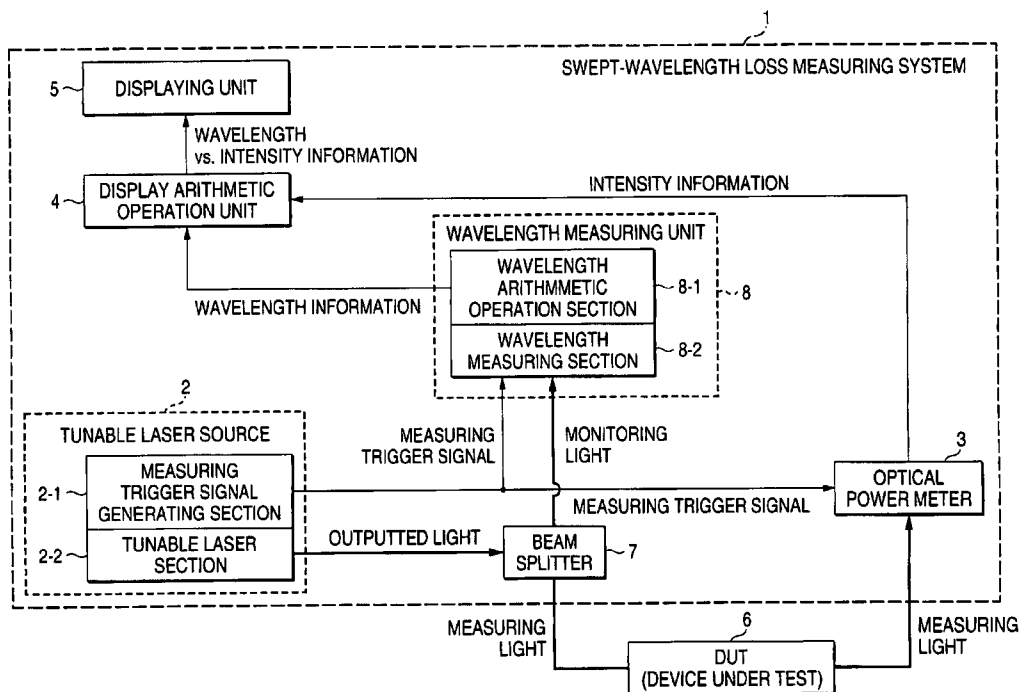 1
SWEPT-WAVELENGTH LOSS MEASURING SYSTEM
5
DISPLAYING UNIT
WAVELENGTH
vs. INTENSITY INFORMATION
4
DISPLAY ARITHMETIC
OPERATION UNIT
INTENSITY INFORMATION
WAVELENGTH MEASURING UNIT
WAVELENGTH
ARITHMMETIC
OPERATION SECTION
8-1
8
WAVELENGTH INFORMATION
WAVELENGTH
MEASURING SECTION
8-2
2
TUNABLE LASER SOURCE
MEASURING
TRIGGER SIGNAL
MONITORING
LIGHT
3
2-1
MEASURING
TRIGGER SIGNAL
GENERATING SECTION
OPTICAL
POWER METER
MEASURING TRIGGER SIGNAL
2-2
TUNABLE LASER
SECTION
OUTPUTTED LIGHT
BEAM
SPLITTER
7
MEASURING
LIGHT
6
DUT
(DEVICE UNDER TEST)
MEASURING
LIGHT